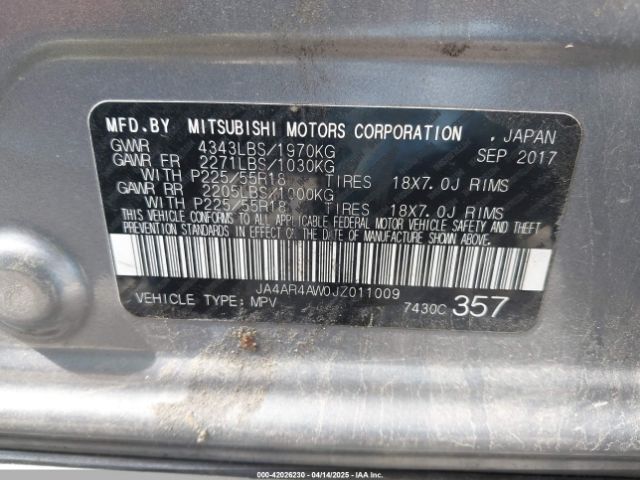 MFD.BY MITSUBISHI MOTORS CORPORATION , JAPAN
GVWR 4343LBS/1970KG SEP 2017
GAWR FR 2271LBS/1030KG
WITH P225/55R18 TIRES 18X7.0J RIMS
GAWR RR 2205LBS/1000KG
WITH P225/55R18 TIRES 18X7.0J RIMS
THIS VEHICLE CONFORMS TO ALL APPLICABLE FEDERAL MOTOR VEHICLE SAFETY AND THEFT
PREVENTION STANDARDS IN EFFECT ON THE DATE OF MANUFACTURE SHOWN ABOVE.
JA4AR4AW0JZ011009
VEHICLE TYPE: MPV 7430C 357
000-42026230 - 04/14/2025 - IAA Inc.